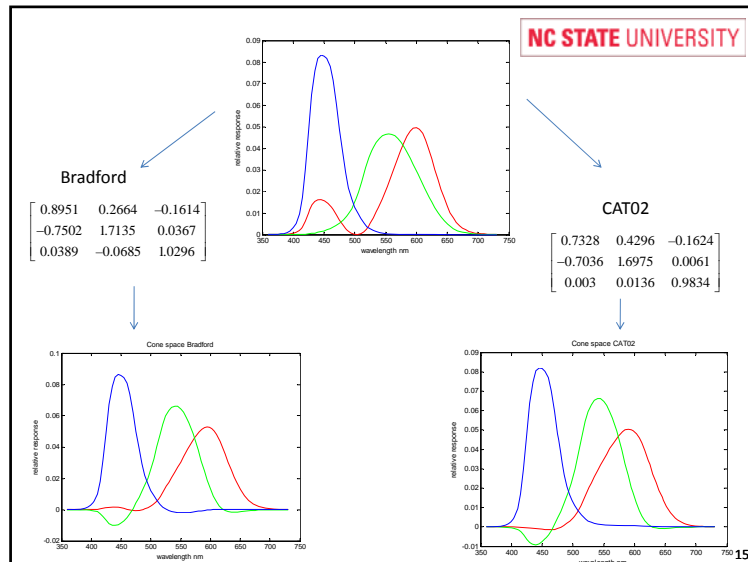 NC STATE UNIVERSITY
0.09
0.08
0.07
0.06
0.05
0.04
0.03
0.02
0.01
0
350 400 450 500 550 600 650 700 750
wavelength nm
relative response
Bradford
0.8951 0.2664 −0.1614
−0.7502 1.7135 0.0367
0.0389 −0.0685 1.0296
CAT02
0.7328 0.4296 −0.1624
−0.7036 1.6975 0.0061
0.003 0.0136 0.9834
Cone space Bradford
0.1
0.08
0.06
0.04
0.02
0
-0.02
350 400 450 500 550 600 650 700 750
wavelength nm
relative response
Cone space CAT02
0.09
0.08
0.07
0.06
0.05
0.04
0.03
0.02
0.01
0
-0.01
350 400 450 500 550 600 650 700 750
wavelength nm
relative response
15